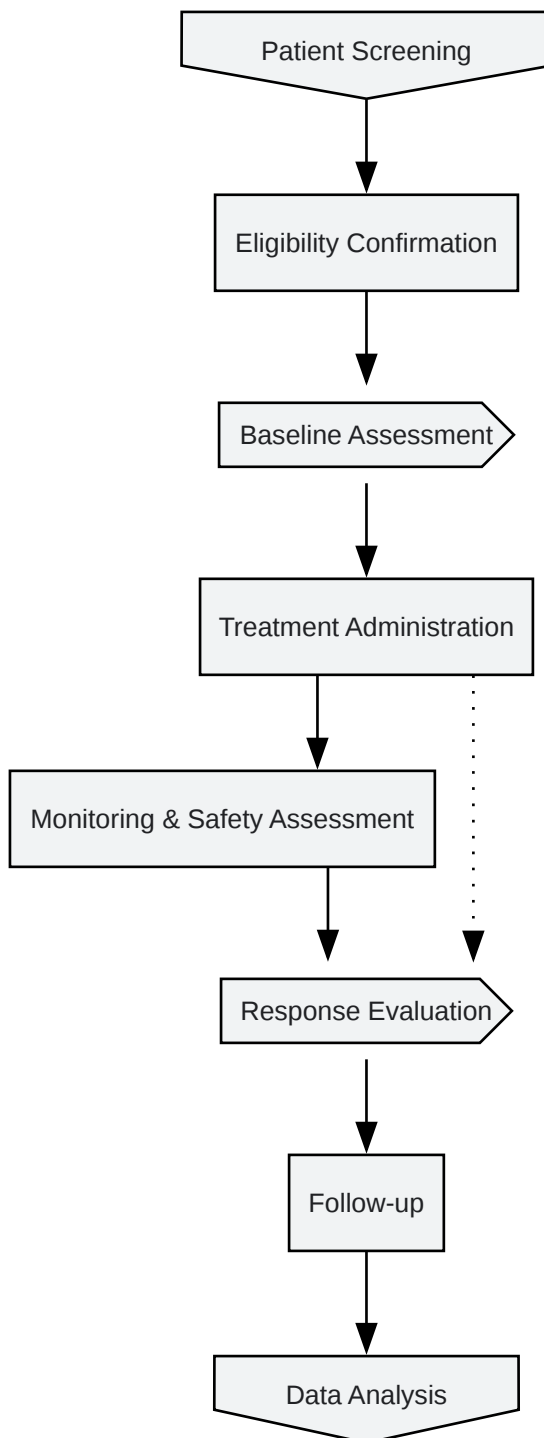 Patient Screening
Eligibility Confirmation
Baseline Assessment
Treatment Administration
Monitoring & Safety Assessment
Response Evaluation
Follow-up
Data Analysis